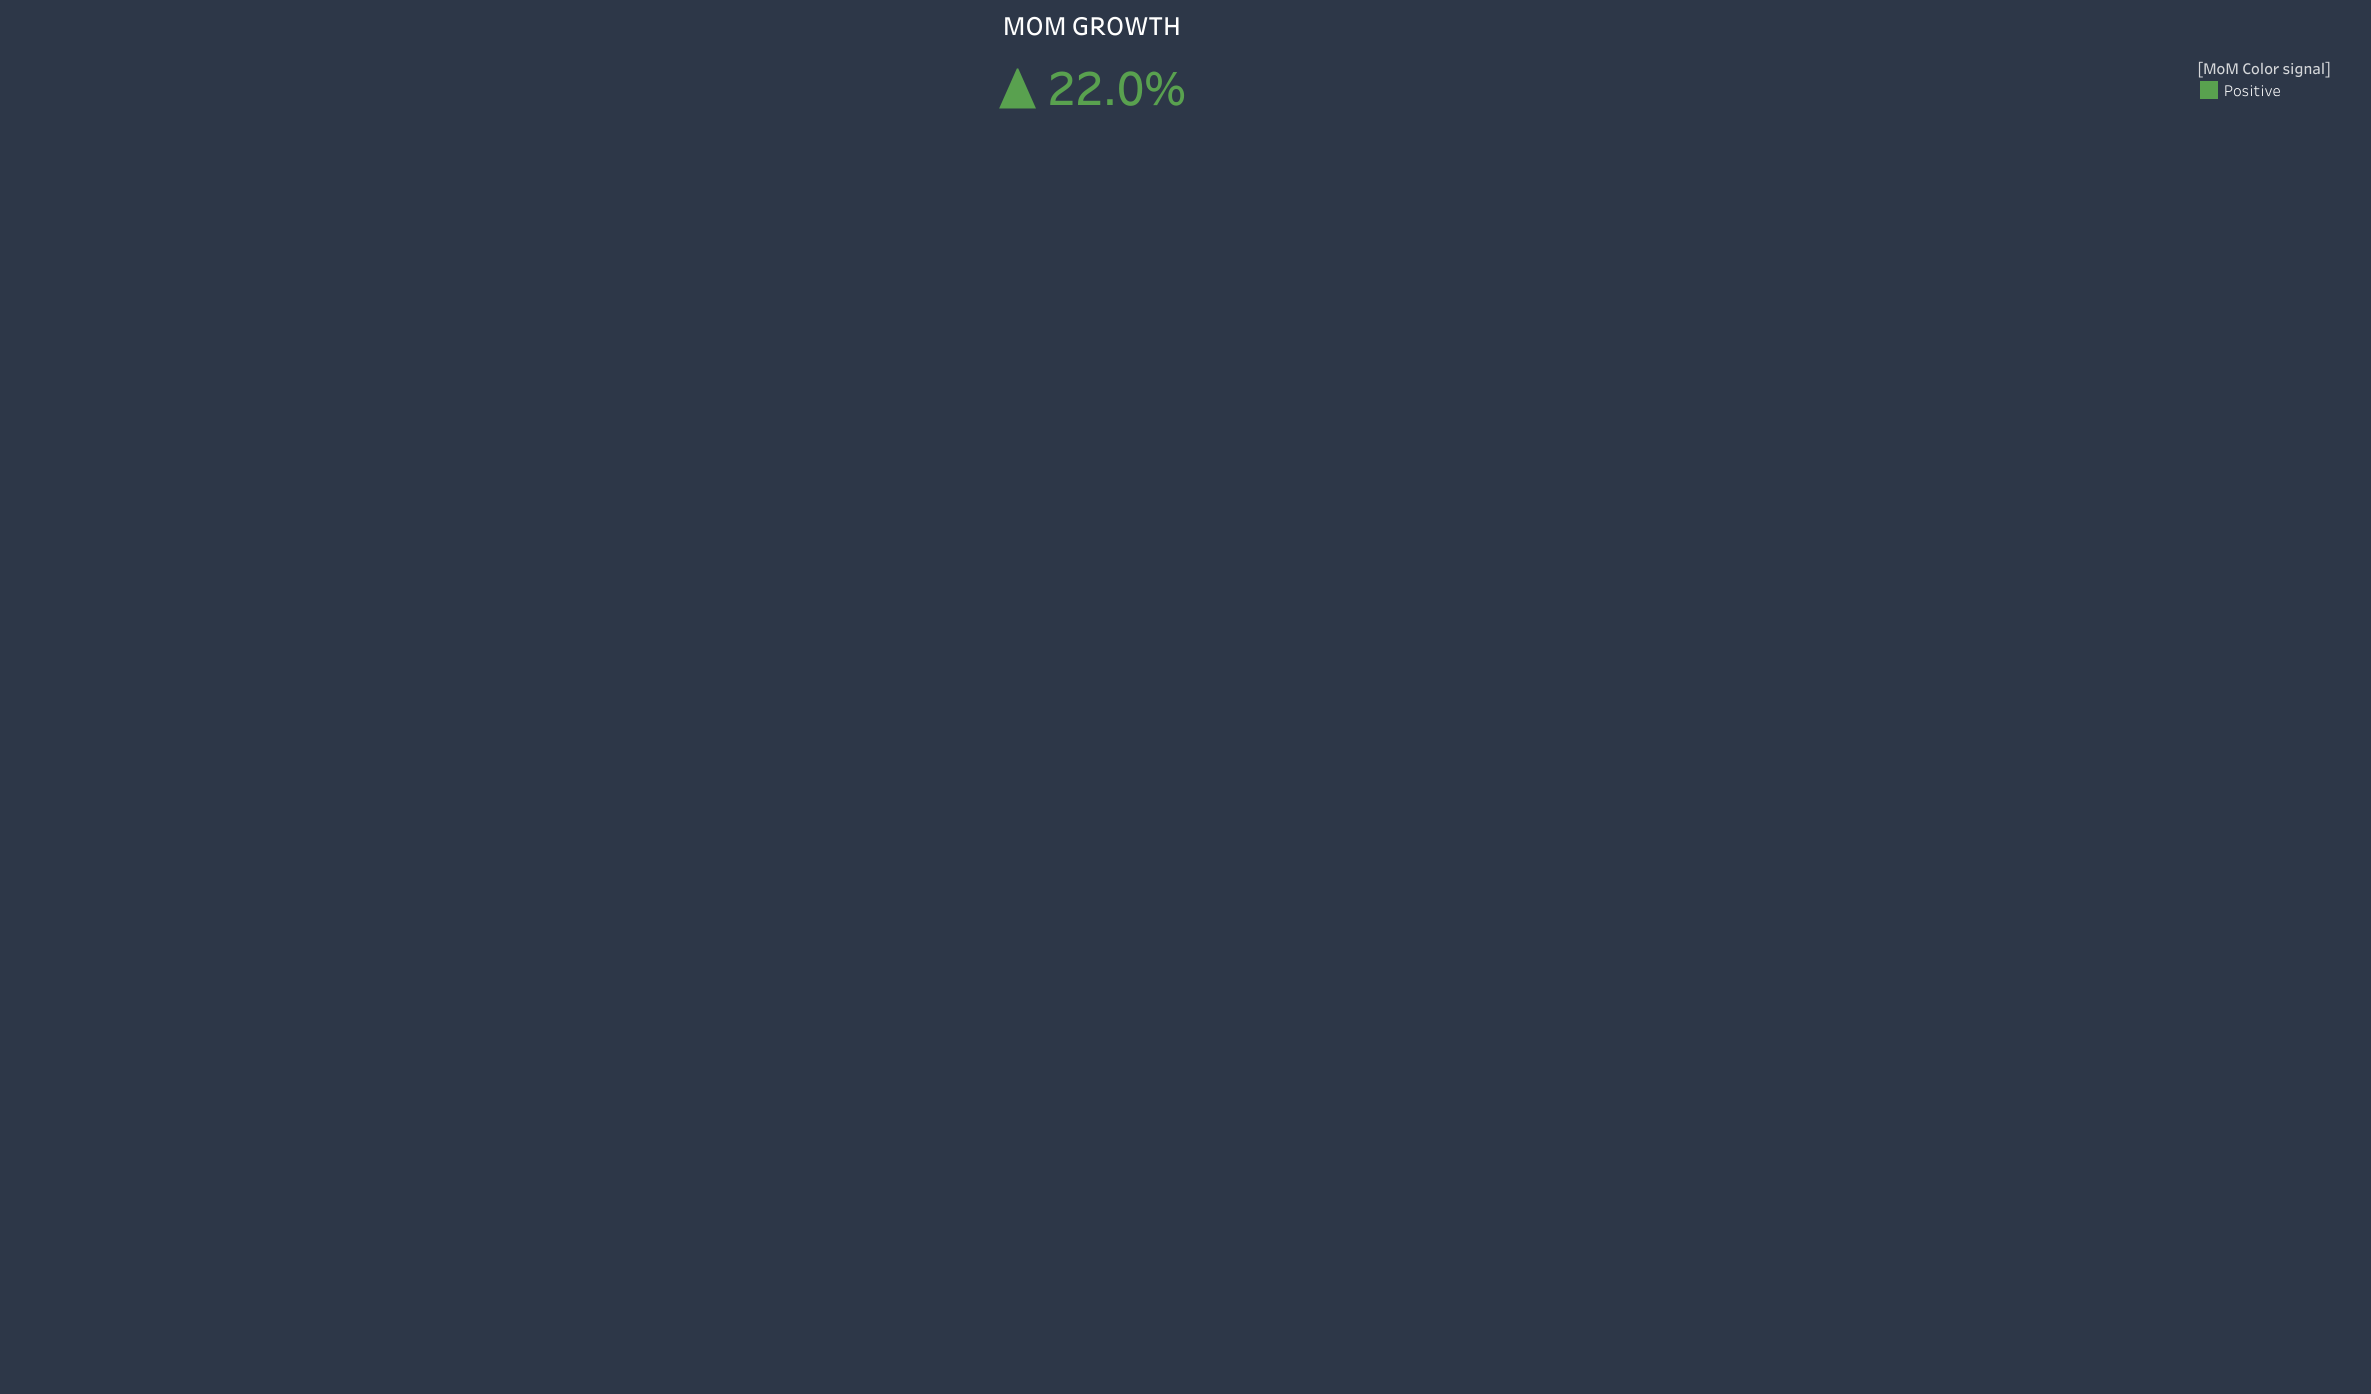 MOM GROWTH
▲ 22.0%
[MoM Color signal]
Positive